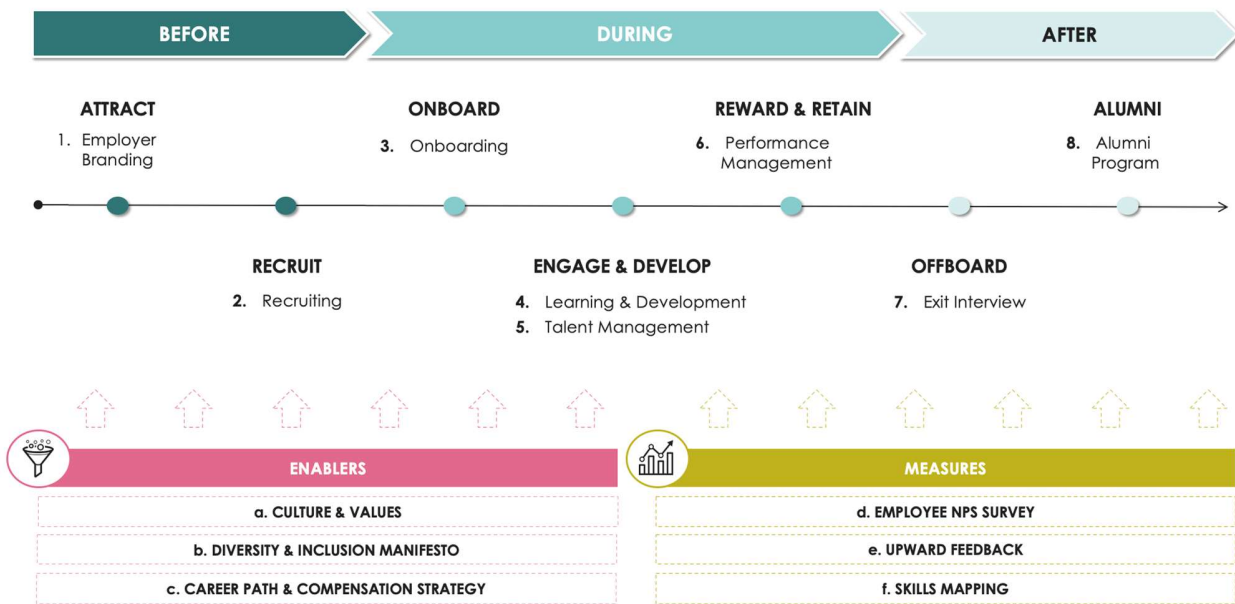 BEFORE
DURING
AFTER
ATTRACT
1. Employer
Branding
ONBOARD
3. Onboarding
REWARD & RETAIN
6. Performance
Management
ALUMNI
8. Alumni
Program
RECRUIT
2. Recruiting
ENGAGE & DEVELOP
4. Learning & Development
5. Talent Management
OFFBOARD
7. Exit Interview
ENABLERS
a. CULTURE & VALUES
b. DIVERSITY & INCLUSION MANIFESTO
c. CAREER PATH & COMPENSATION STRATEGY
MEASURES
d. EMPLOYEE NPS SURVEY
e. UPWARD FEEDBACK
f. SKILLS MAPPING